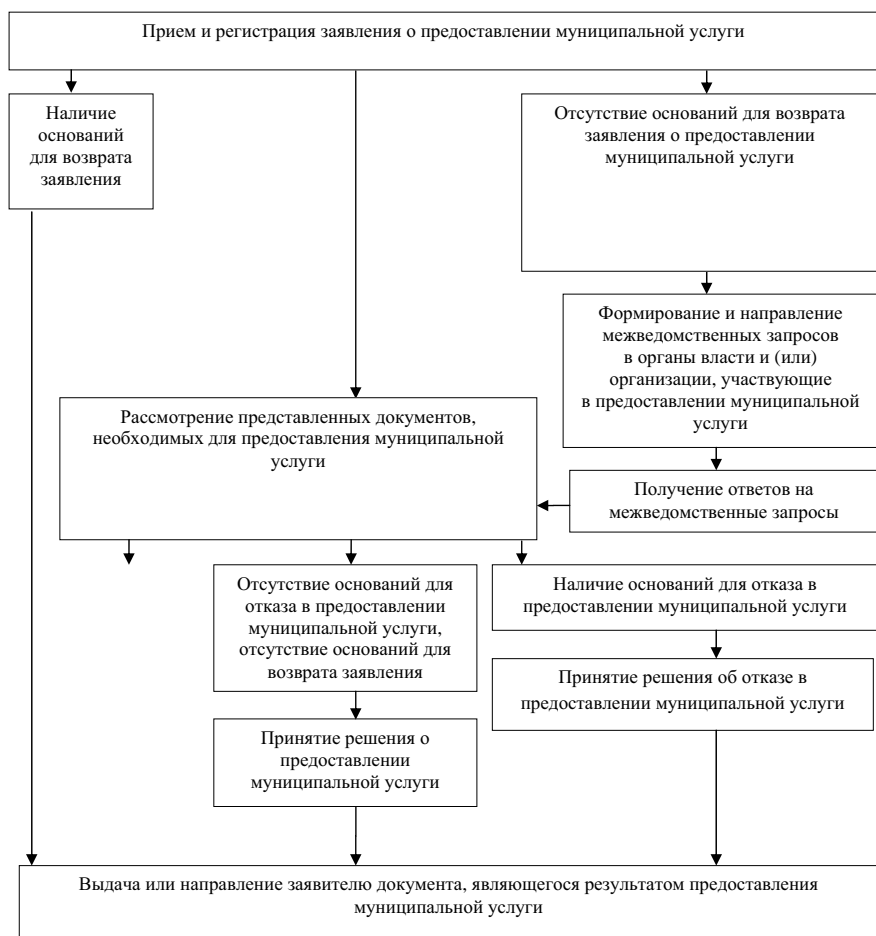 Прием и регистрация заявления о предоставлении муниципальной услуги
Наличие
оснований
для возврата
заявления
Отсутствие оснований для возврата
заявления о предоставлении
муниципальной услуги
Формирование и направление
межведомственных запросов
в органы власти и (или)
организации, участвующие
в предоставлении муниципальной
услуги
Рассмотрение представленных документов,
необходимых для предоставления муниципальной
услуги
Получение ответов на
межведомственные запросы
Отсутствие оснований для
отказа в предоставлении
муниципальной услуги,
отсутствие оснований для
возврата заявления
Наличие оснований для отказа в
предоставлении муниципальной услуги
Принятие решения об отказе в
предоставлении муниципальной услуги
Принятие решения о
предоставлении
муниципальной услуги
Выдача или направление заявителю документа, являющегося результатом предоставления
муниципальной услуги